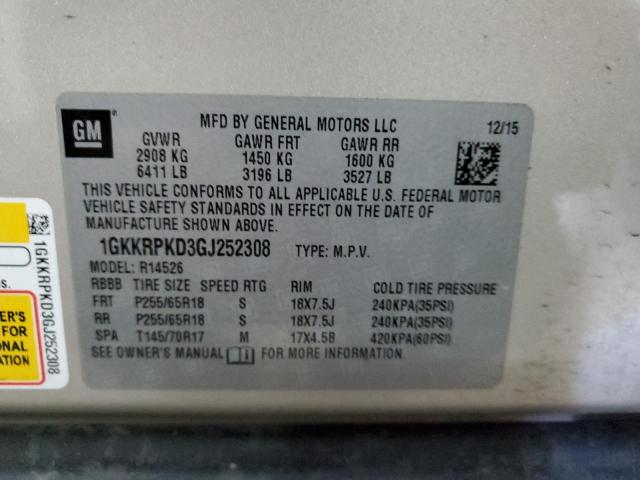 GM
MFD BY GENERAL MOTORS LLC 12/15
GVWR GAWR FRT GAWR RR
2908 KG 1450 KG 1600 KG
6411 LB 3196 LB 3527 LB
THIS VEHICLE CONFORMS TO ALL APPLICABLE U.S. FEDERAL MOTOR
VEHICLE SAFETY STANDARDS IN EFFECT ON THE DATE OF
MANUFACTURE SHOWN ABOVE.
1GKKRPKD3GJ252308 TYPE: M.P.V.
MODEL: R14526
RBBB TIRE SIZE SPEED RTG RIM COLD TIRE PRESSURE
FRT P255/65R18 S 18X7.5J 240KPA(35PSI)
RR P255/65R18 S 18X7.5J 240KPA(35PSI)
SPA T145/70R17 M 17X4.5B 420KPA(60PSI)
SEE OWNER'S MANUAL FOR MORE INFORMATION
s.
1GKKRPKD3GJ252308
NER'S
FOR
ONAL
ON